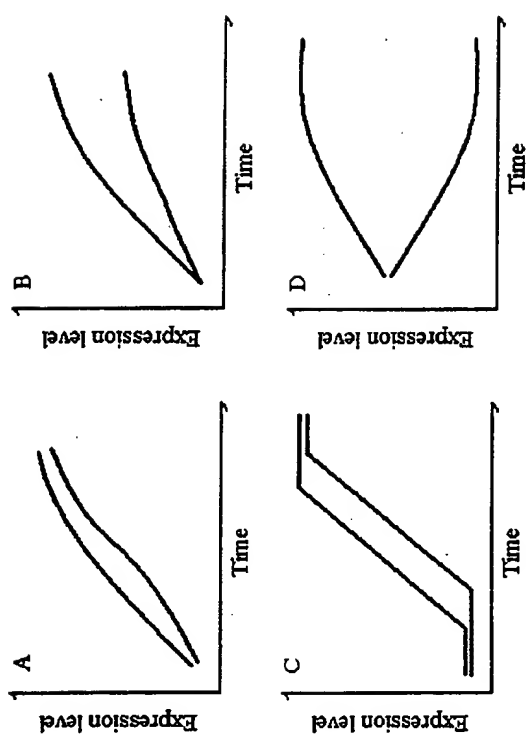 A
Expression level
Time
B
Expression level
Time
C
Expression level
Time
D
Expression level
Time